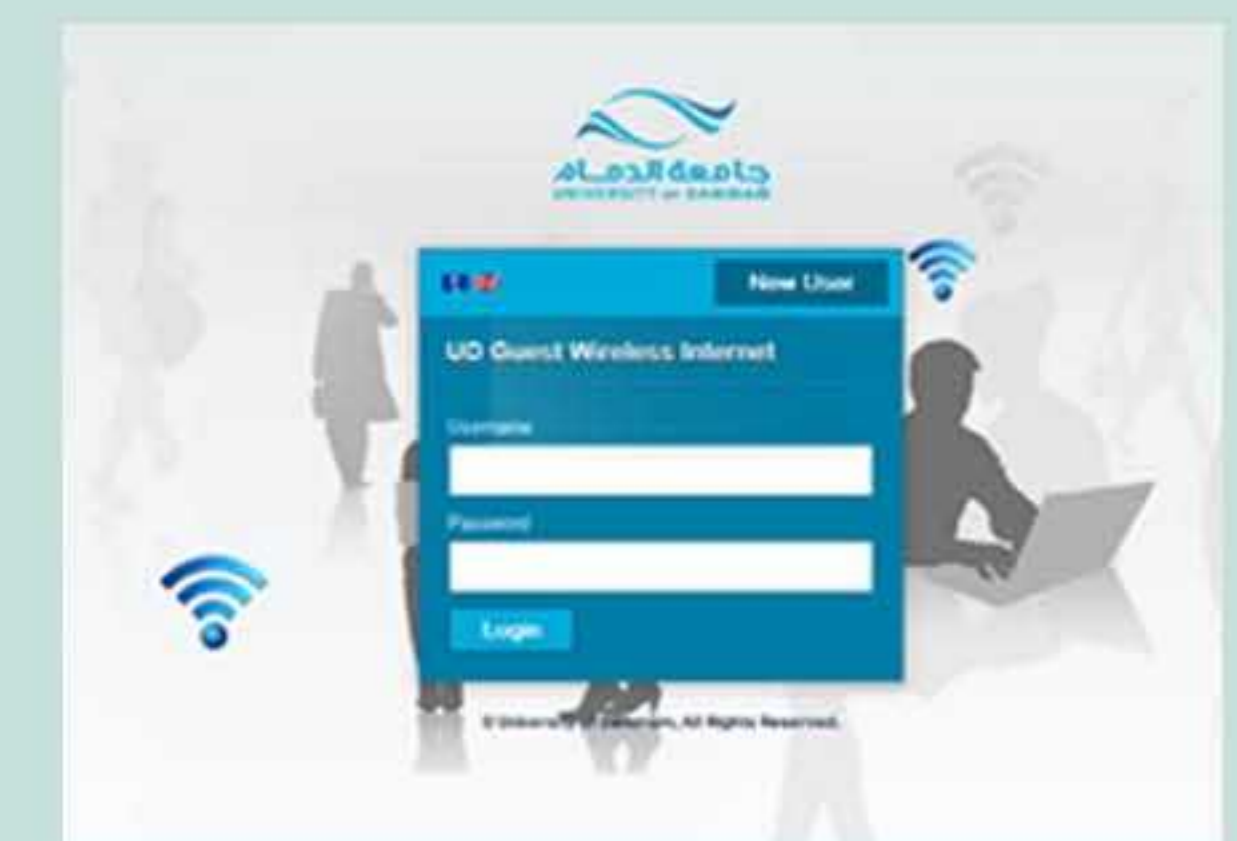 جامعة الدمام
UNIVERSITY OF DAMMAM
New User
UD Guest Wireless Internet
Username
Password
Login
© University of Dammam, All Rights Reserved.